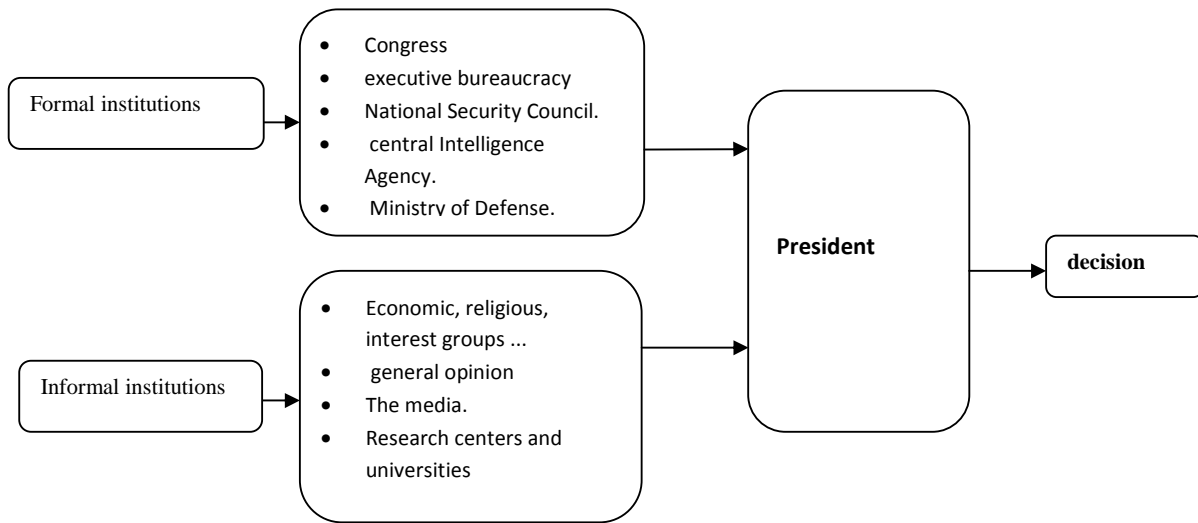 Formal institutions
• Congress
• executive bureaucracy
• National Security Council.
• central Intelligence
Agency.
• Ministry of Defense.
President
decision
Informal institutions
• Economic, religious,
interest groups ...
• general opinion
• The media.
• Research centers and
universities